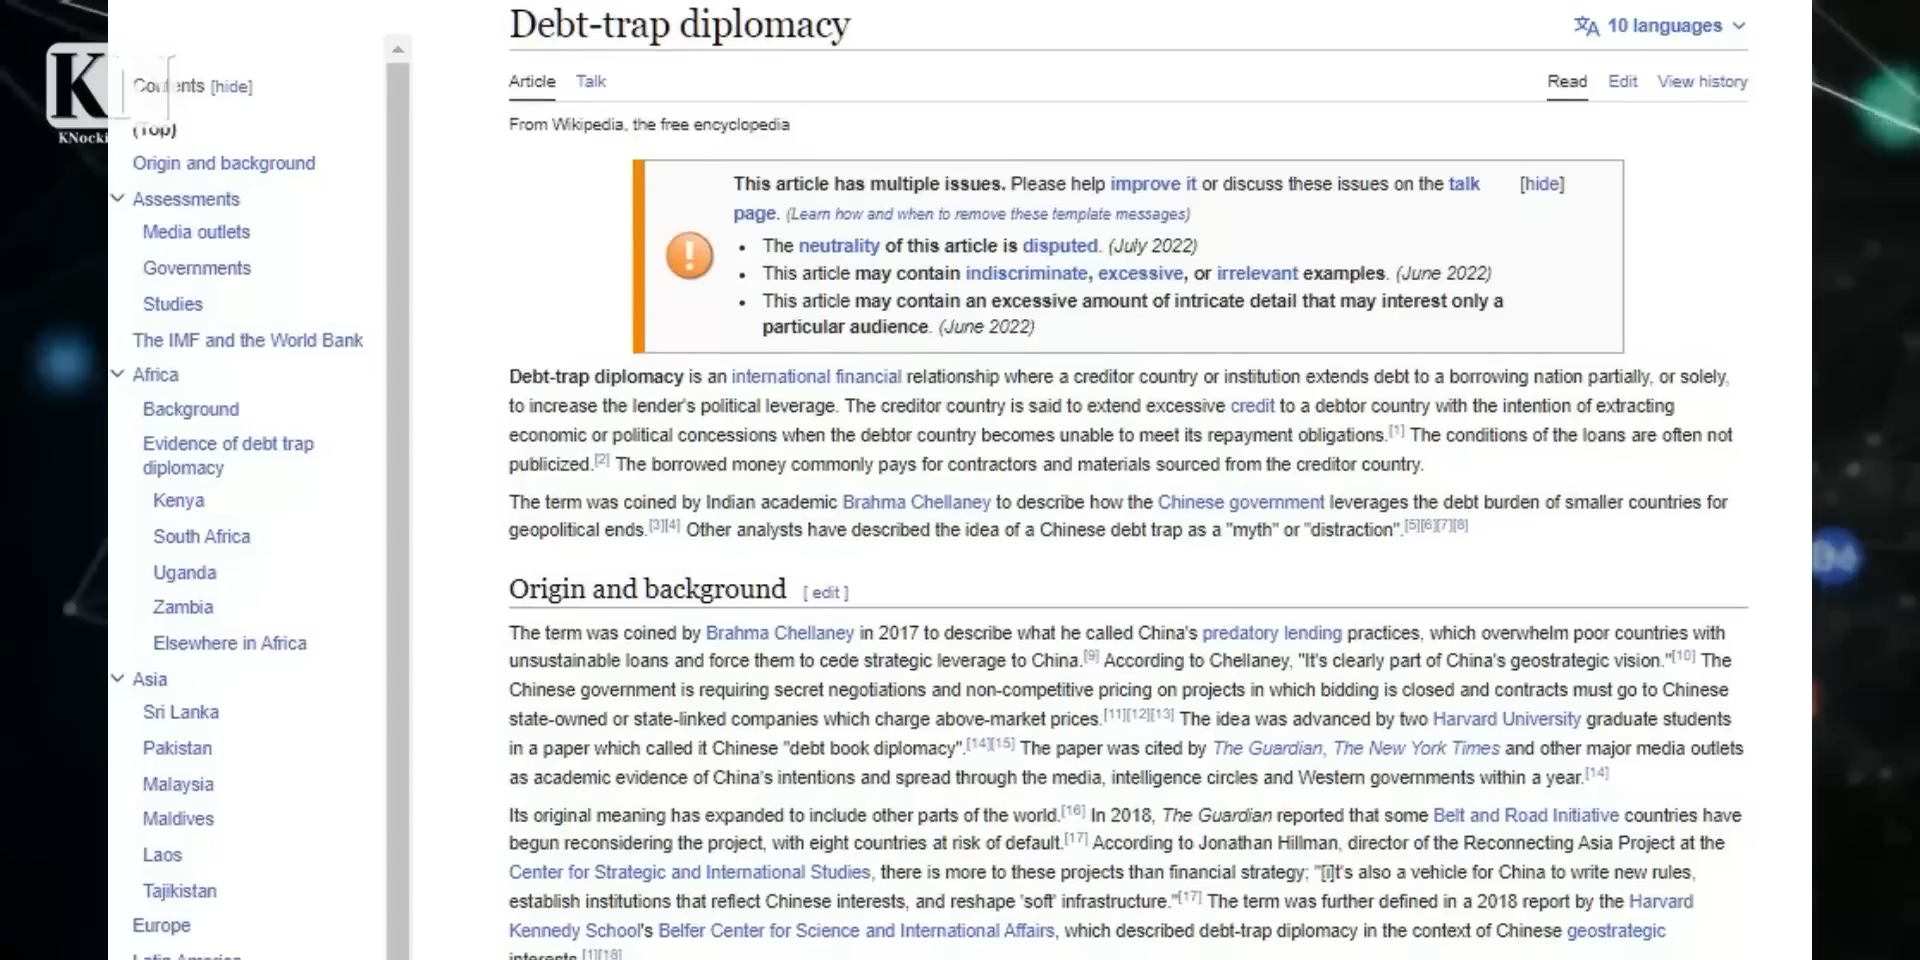 KN
KNocki
Contents [hide]
(Top)
Origin and background
Assessments
Media outlets
Governments
Studies
The IMF and the World Bank
Africa
Background
Evidence of debt trap
diplomacy
Kenya
South Africa
Uganda
Zambia
Elsewhere in Africa
Asia
Sri Lanka
Pakistan
Malaysia
Maldives
Laos
Tajikistan
Europe
Latin America
Debt-trap diplomacy
10 languages
Article Talk
Read Edit View history
From Wikipedia, the free encyclopedia
This article has multiple issues. Please help improve it or discuss these issues on the talk [hide]
page. (Learn how and when to remove these template messages)
• The neutrality of this article is disputed. (July 2022)
• This article may contain indiscriminate, excessive, or irrelevant examples. (June 2022)
• This article may contain an excessive amount of intricate detail that may interest only a
particular audience. (June 2022)
Debt-trap diplomacy is an international financial relationship where a creditor country or institution extends debt to a borrowing nation partially, or solely,
to increase the lender's political leverage. The creditor country is said to extend excessive credit to a debtor country with the intention of extracting
economic or political concessions when the debtor country becomes unable to meet its repayment obligations.[1] The conditions of the loans are often not
publicized.[2] The borrowed money commonly pays for contractors and materials sourced from the creditor country.
The term was coined by Indian academic Brahma Chellaney to describe how the Chinese government leverages the debt burden of smaller countries for
geopolitical ends.[3][4] Other analysts have described the idea of a Chinese debt trap as a "myth" or "distraction".[5][6][7][8]
Origin and background [ edit ]
The term was coined by Brahma Chellaney in 2017 to describe what he called China's predatory lending practices, which overwhelm poor countries with
unsustainable loans and force them to cede strategic leverage to China.[9] According to Chellaney, "It's clearly part of China's geostrategic vision."[10] The
Chinese government is requiring secret negotiations and non-competitive pricing on projects in which bidding is closed and contracts must go to Chinese
state-owned or state-linked companies which charge above-market prices.[11][12][13] The idea was advanced by two Harvard University graduate students
in a paper which called it Chinese "debt book diplomacy".[14][15] The paper was cited by The Guardian, The New York Times and other major media outlets
as academic evidence of China's intentions and spread through the media, intelligence circles and Western governments within a year.[14]
Its original meaning has expanded to include other parts of the world.[16] In 2018, The Guardian reported that some Belt and Road Initiative countries have
begun reconsidering the project, with eight countries at risk of default.[17] According to Jonathan Hillman, director of the Reconnecting Asia Project at the
Center for Strategic and International Studies, there is more to these projects than financial strategy; "[i]t's also a vehicle for China to write new rules,
establish institutions that reflect Chinese interests, and reshape 'soft' infrastructure."[17] The term was further defined in a 2018 report by the Harvard
Kennedy School's Belfer Center for Science and International Affairs, which described debt-trap diplomacy in the context of Chinese geostrategic
interests.[1][18]